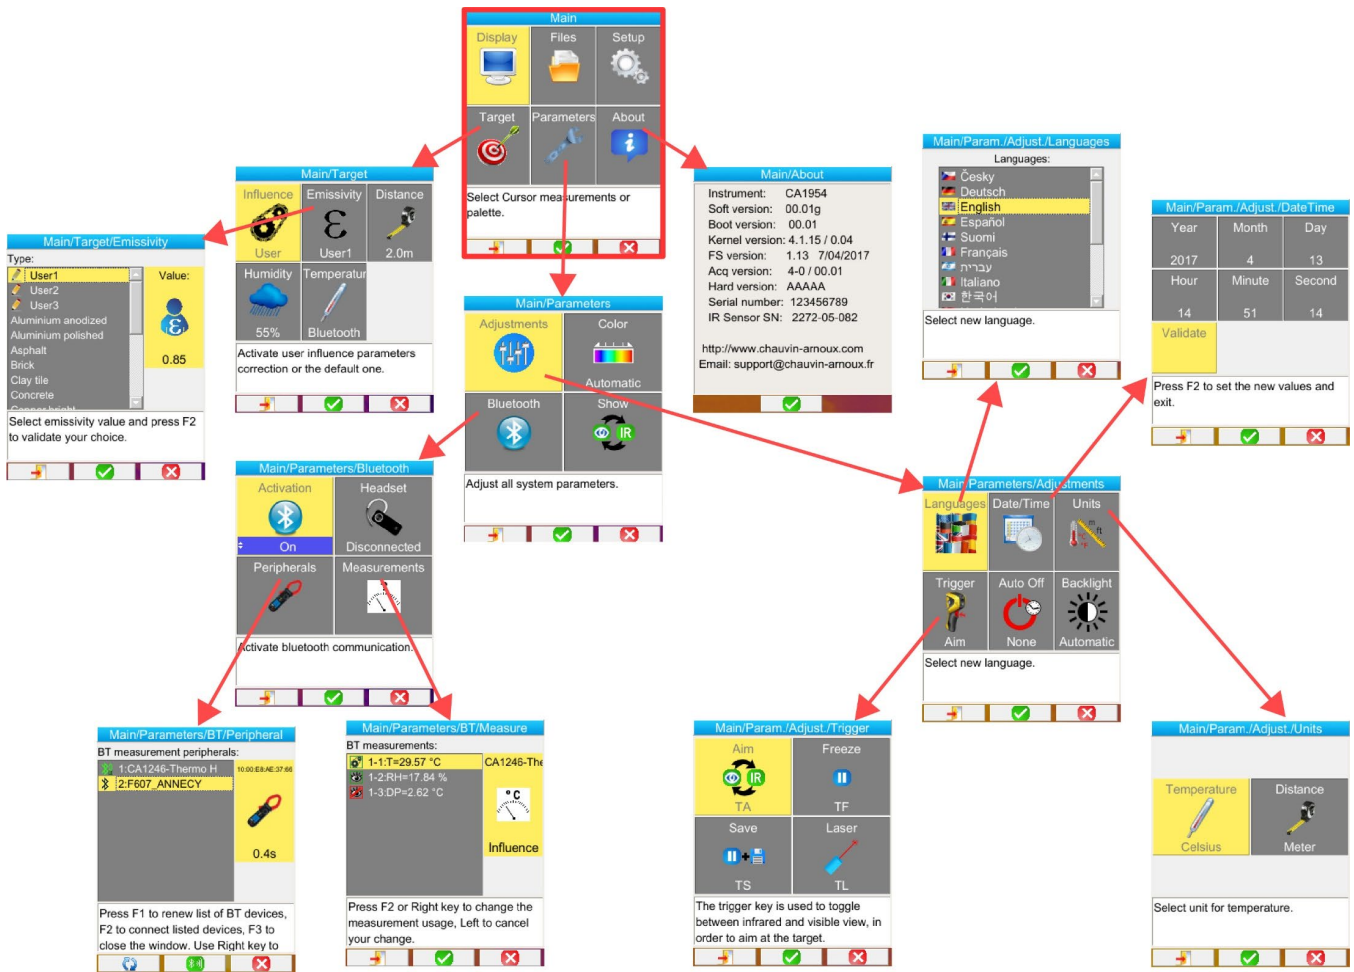 Main
Display Files Setup
Target Parameters About
Select Cursor measurements or
palette.
Main/Target
Influence Emissivity Distance
User User1 2.0m
Humidity Temperatur
55% Bluetooth
Activate user influence parameters
correction or the default one.
Main/Target/Emissivity
Type:
User1
User2
User3
Aluminium anodized
Aluminium polished
Asphalt
Brick
Clay tile
Concrete
Copper bright
Value:
0.85
Select emissivity value and press F2
to validate your choice.
Main/Parameters
Adjustments Color
Automatic
Bluetooth Show
Adjust all system parameters.
Main/About
Instrument: CA1954
Soft version: 00.01g
Boot version: 00.01
Kernel version: 4.1.15 / 0.04
FS version: 1.13 7/04/2017
Acq version: 4-0 / 00.01
Hard version: AAAAA
Serial number: 123456789
IR Sensor SN: 2272-05-082
http://www.chauvin-arnoux.com
Email: support@chauvin-arnoux.fr
Main/Param./Adjust./Languages
Languages:
Česky
Deutsch
English
Español
Suomi
Français
עברית
Italiano
한국어
Select new language.
Main/Param./Adjust./DateTime
Year Month Day
2017 4 13
Hour Minute Second
14 51 14
Validate
Press F2 to set the new values and
exit.
Main/Parameters/Bluetooth
Activation Headset
On Disconnected
Peripherals Measurements
Activate bluetooth communication.
Main/Parameters/Adjustments
Languages Date/Time Units
m
ft
°C
°F
Trigger Auto Off Backlight
Aim None Automatic
Select new language.
Main/Parameters/BT/Peripheral
BT measurement peripherals:
1:CA1246-Thermo H
2:F607_ANNECY
10:00:E8:AE:37:66
0.4s
Press F1 to renew list of BT devices,
F2 to connect listed devices, F3 to
close the window. Use Right key to
Main/Parameters/BT/Measure
BT measurements:
1-1:T=29.57 °C
1-2:RH=17.84 %
1-3:DP=2.62 °C
CA1246-The
°C
Influence
Press F2 or Right key to change the
measurement usage, Left to cancel
your change.
Main/Param./Adjust./Trigger
Aim Freeze
IR
TA TF
Save Laser
TS TL
The trigger key is used to toggle
between infrared and visible view, in
order to aim at the target.
Main/Param./Adjust./Units
Temperature Distance
Celsius Meter
Select unit for temperature.